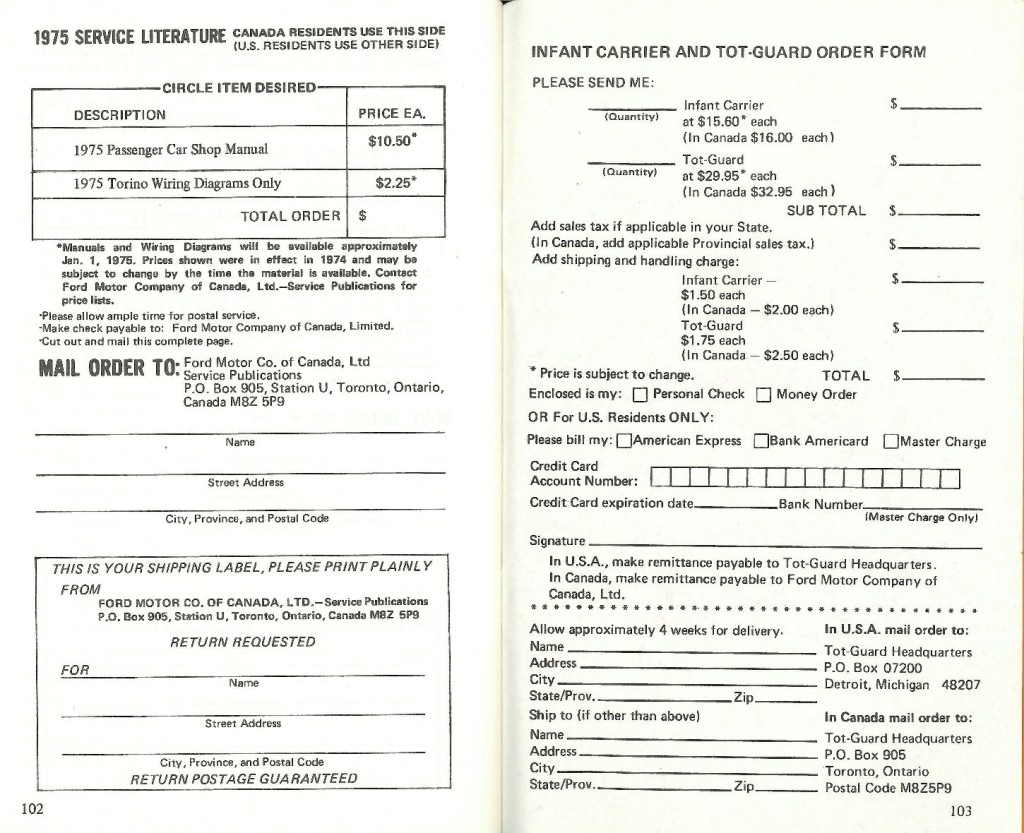 1975 SERVICE LITERATURE CANADA RESIDENTS USE THIS SIDE
(U.S. RESIDENTS USE OTHER SIDE)
CIRCLE ITEM DESIRED
DESCRIPTION PRICE EA.
1975 Passenger Car Shop Manual $10.50*
1975 Torino Wiring Diagrams Only $2.25*
TOTAL ORDER $
*Manuals and Wiring Diagrams will be available approximately
Jan. 1, 1975. Prices shown were in effect in 1974 and may be
subject to change by the time the material is available. Contact
Ford Motor Company of Canada, Ltd.—Service Publications for
price lists.
·Please allow ample time for postal service.
·Make check payable to: Ford Motor Company of Canada, Limited.
·Cut out and mail this complete page.
MAIL ORDER TO: Ford Motor Co. of Canada, Ltd
Service Publications
P.O. Box 905, Station U, Toronto, Ontario,
Canada M8Z 5P9
Name
Street Address
City, Province, and Postal Code
THIS IS YOUR SHIPPING LABEL, PLEASE PRINT PLAINLY
FROM
FORD MOTOR CO. OF CANADA, LTD.—Service Publications
P.O. Box 905, Station U, Toronto, Ontario, Canada M8Z 5P9
RETURN REQUESTED
FOR
Name
Street Address
City, Province, and Postal Code
RETURN POSTAGE GUARANTEED
102
INFANT CARRIER AND TOT-GUARD ORDER FORM
PLEASE SEND ME:
Infant Carrier $
(Quantity) at $15.60* each
(In Canada $16.00 each)
Tot-Guard $
(Quantity) at $29.95* each
(In Canada $32.95 each)
SUB TOTAL $
Add sales tax if applicable in your State.
(In Canada, add applicable Provincial sales tax.) $
Add shipping and handling charge:
Infant Carrier — $
$1.50 each
(In Canada — $2.00 each)
Tot-Guard $
$1.75 each
(In Canada — $2.50 each)
* Price is subject to change. TOTAL $
Enclosed is my: Personal Check Money Order
OR For U.S. Residents ONLY:
Please bill my: American Express Bank Americard Master Charge
Credit Card
Account Number:
Credit Card expiration date Bank Number
(Master Charge Only)
Signature
In U.S.A., make remittance payable to Tot-Guard Headquarters.
In Canada, make remittance payable to Ford Motor Company of
Canada, Ltd.
* * * * * * * * * * * * * * * * * * * * * * * * * * * * * * * * * * * * *
Allow approximately 4 weeks for delivery. In U.S.A. mail order to:
Name Tot-Guard Headquarters
Address P.O. Box 07200
City Detroit, Michigan 48207
State/Prov. Zip
Ship to (if other than above) In Canada mail order to:
Name Tot-Guard Headquarters
Address P.O. Box 905
City Toronto, Ontario
State/Prov. Zip Postal Code M8Z5P9
103